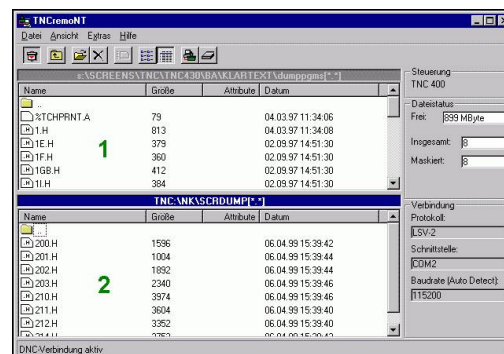 TNCremoNT
Datei Ansicht Extras Hilfe
s:\SCREENS\TNC\TNC430\BA\KLARTEXT\dumppgms[*.*]
Name Größe Attribute Datum
..
%TCHPRNT.A 79 04.03.97 11:34:06
1.H 813 04.03.97 11:34:08
1E.H 379 02.09.97 14:51:30
1F.H 360 02.09.97 14:51:30
1GB.H 412 02.09.97 14:51:30
1I.H 384 02.09.97 14:51:30
1
TNC:\NK\SCRDUMP[*.*]
Name Größe Attribute Datum
..
200.H 1596 06.04.99 15:39:42
201.H 1004 06.04.99 15:39:44
202.H 1892 06.04.99 15:39:44
203.H 2340 06.04.99 15:39:46
210.H 3974 06.04.99 15:39:46
211.H 3604 06.04.99 15:39:40
212.H 3352 06.04.99 15:39:40
2
Steuerung
TNC 400
Dateistatus
Frei: 899 MByte
Insgesamt: 8
Maskiert: 8
Verbindung
Protokoll:
LSV-2
Schnittstelle:
COM2
Baudrate (Auto Detect):
115200
DNC-Verbindung aktiv